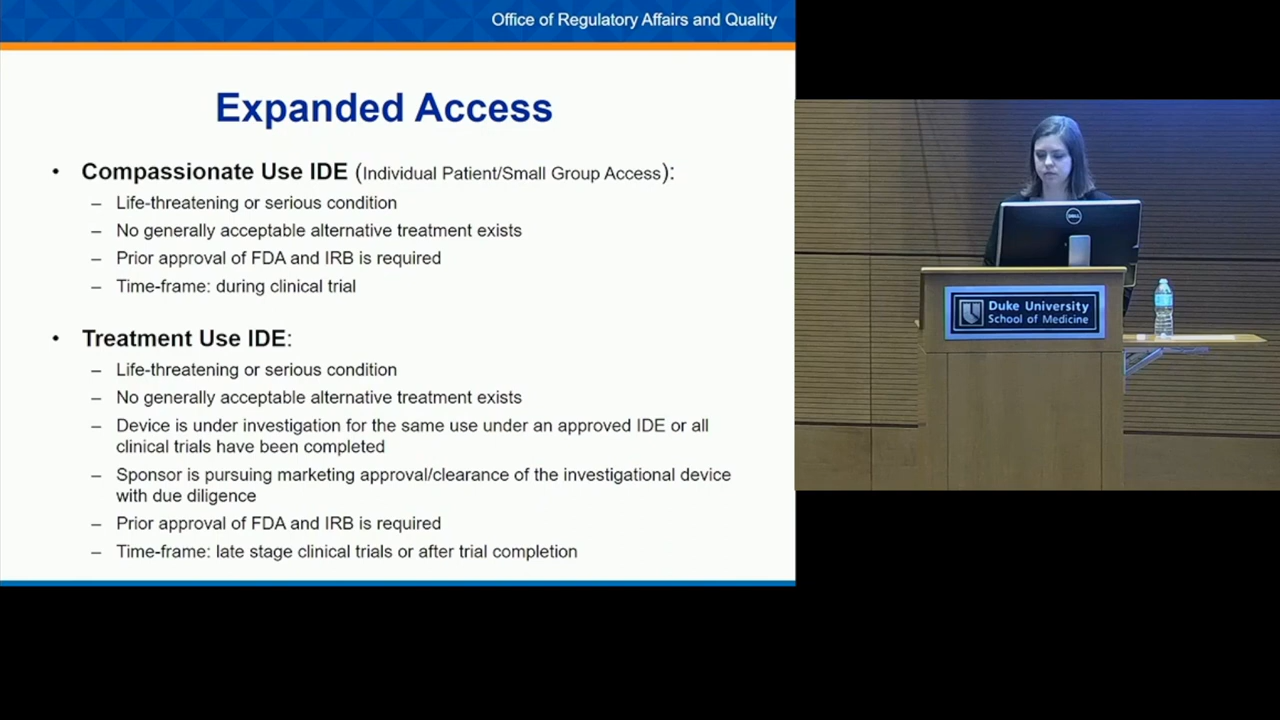 Office of Regulatory Affairs and Quality
Expanded Access
• Compassionate Use IDE (Individual Patient/Small Group Access):
– Life-threatening or serious condition
– No generally acceptable alternative treatment exists
– Prior approval of FDA and IRB is required
– Time-frame: during clinical trial
• Treatment Use IDE:
– Life-threatening or serious condition
– No generally acceptable alternative treatment exists
– Device is under investigation for the same use under an approved IDE or all
clinical trials have been completed
– Sponsor is pursuing marketing approval/clearance of the investigational device
with due diligence
– Prior approval of FDA and IRB is required
– Time-frame: late stage clinical trials or after trial completion
DELL
Duke University
School of Medicine